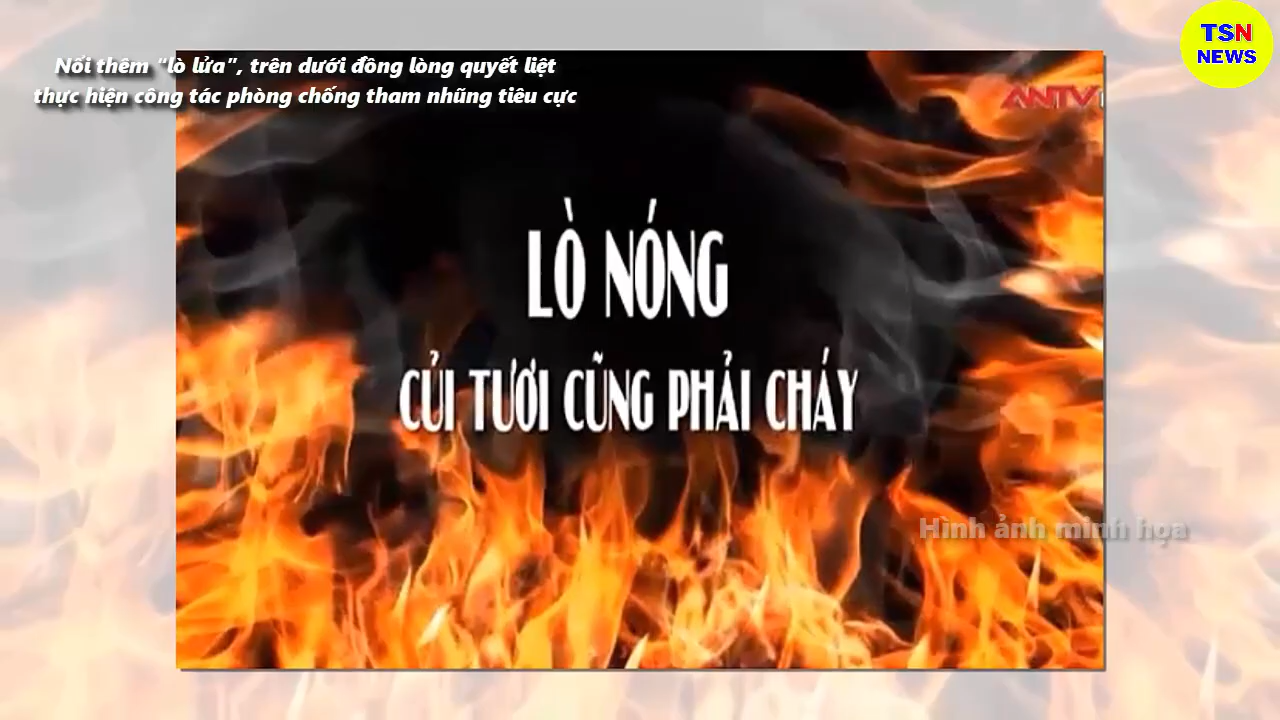 Nổi thêm “lò lửa”, trên dưới đồng lòng quyết liệt
thực hiện công tác phòng chống tham nhũng tiêu cực
TSN
NEWS
ANTV
LÒ NÓNG
CỦI TƯƠI CŨNG PHẢI CHÁY
Hình ảnh minh họa